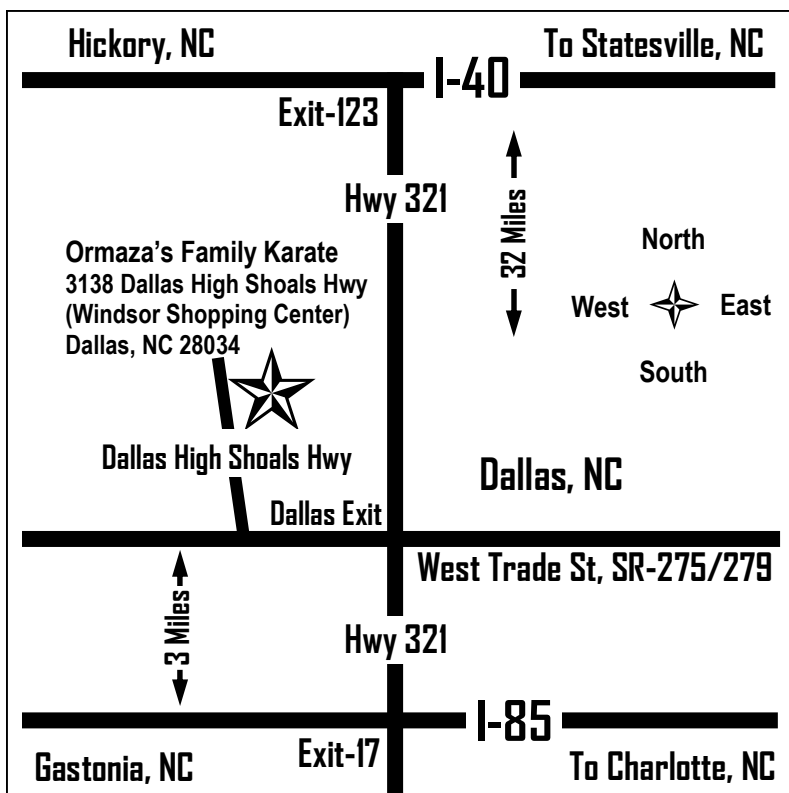 Hickory, NC
To Statesville, NC
I-40
Exit-123
Hwy 321
32 Miles
Ormaza's Family Karate
3138 Dallas High Shoals Hwy
(Windsor Shopping Center)
Dallas, NC 28034
North
West
East
South
Dallas High Shoals Hwy
Dallas, NC
Dallas Exit
West Trade St, SR-275/279
3 Miles
Hwy 321
I-85
Exit-17
Gastonia, NC
To Charlotte, NC